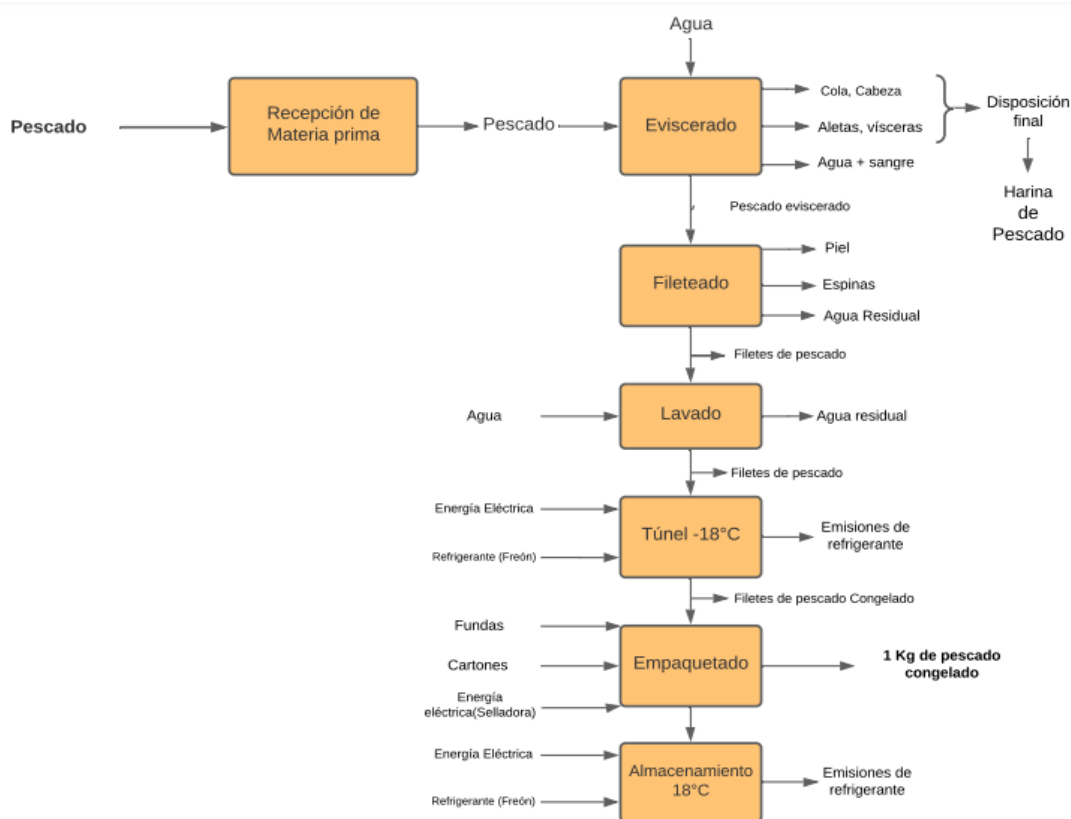 Agua
Pescado
Recepción de
Materia prima
Pescado
Eviscerado
Cola, Cabeza
Aletas, vísceras
Agua + sangre
Disposición
final
Harina
de
Pescado
Pescado eviscerado
Fileteado
Piel
Espinas
Agua Residual
Filetes de pescado
Agua
Lavado
Agua residual
Filetes de pescado
Energía Eléctrica
Refrigerante (Freón)
Túnel -18°C
Emisiones de
refrigerante
Filetes de pescado Congelado
Fundas
Cartones
Energía
eléctrica(Selladora)
Empaquetado
1 Kg de pescado
congelado
Energía Eléctrica
Refrigerante (Freón)
Almacenamiento
18°C
Emisiones de
refrigerante